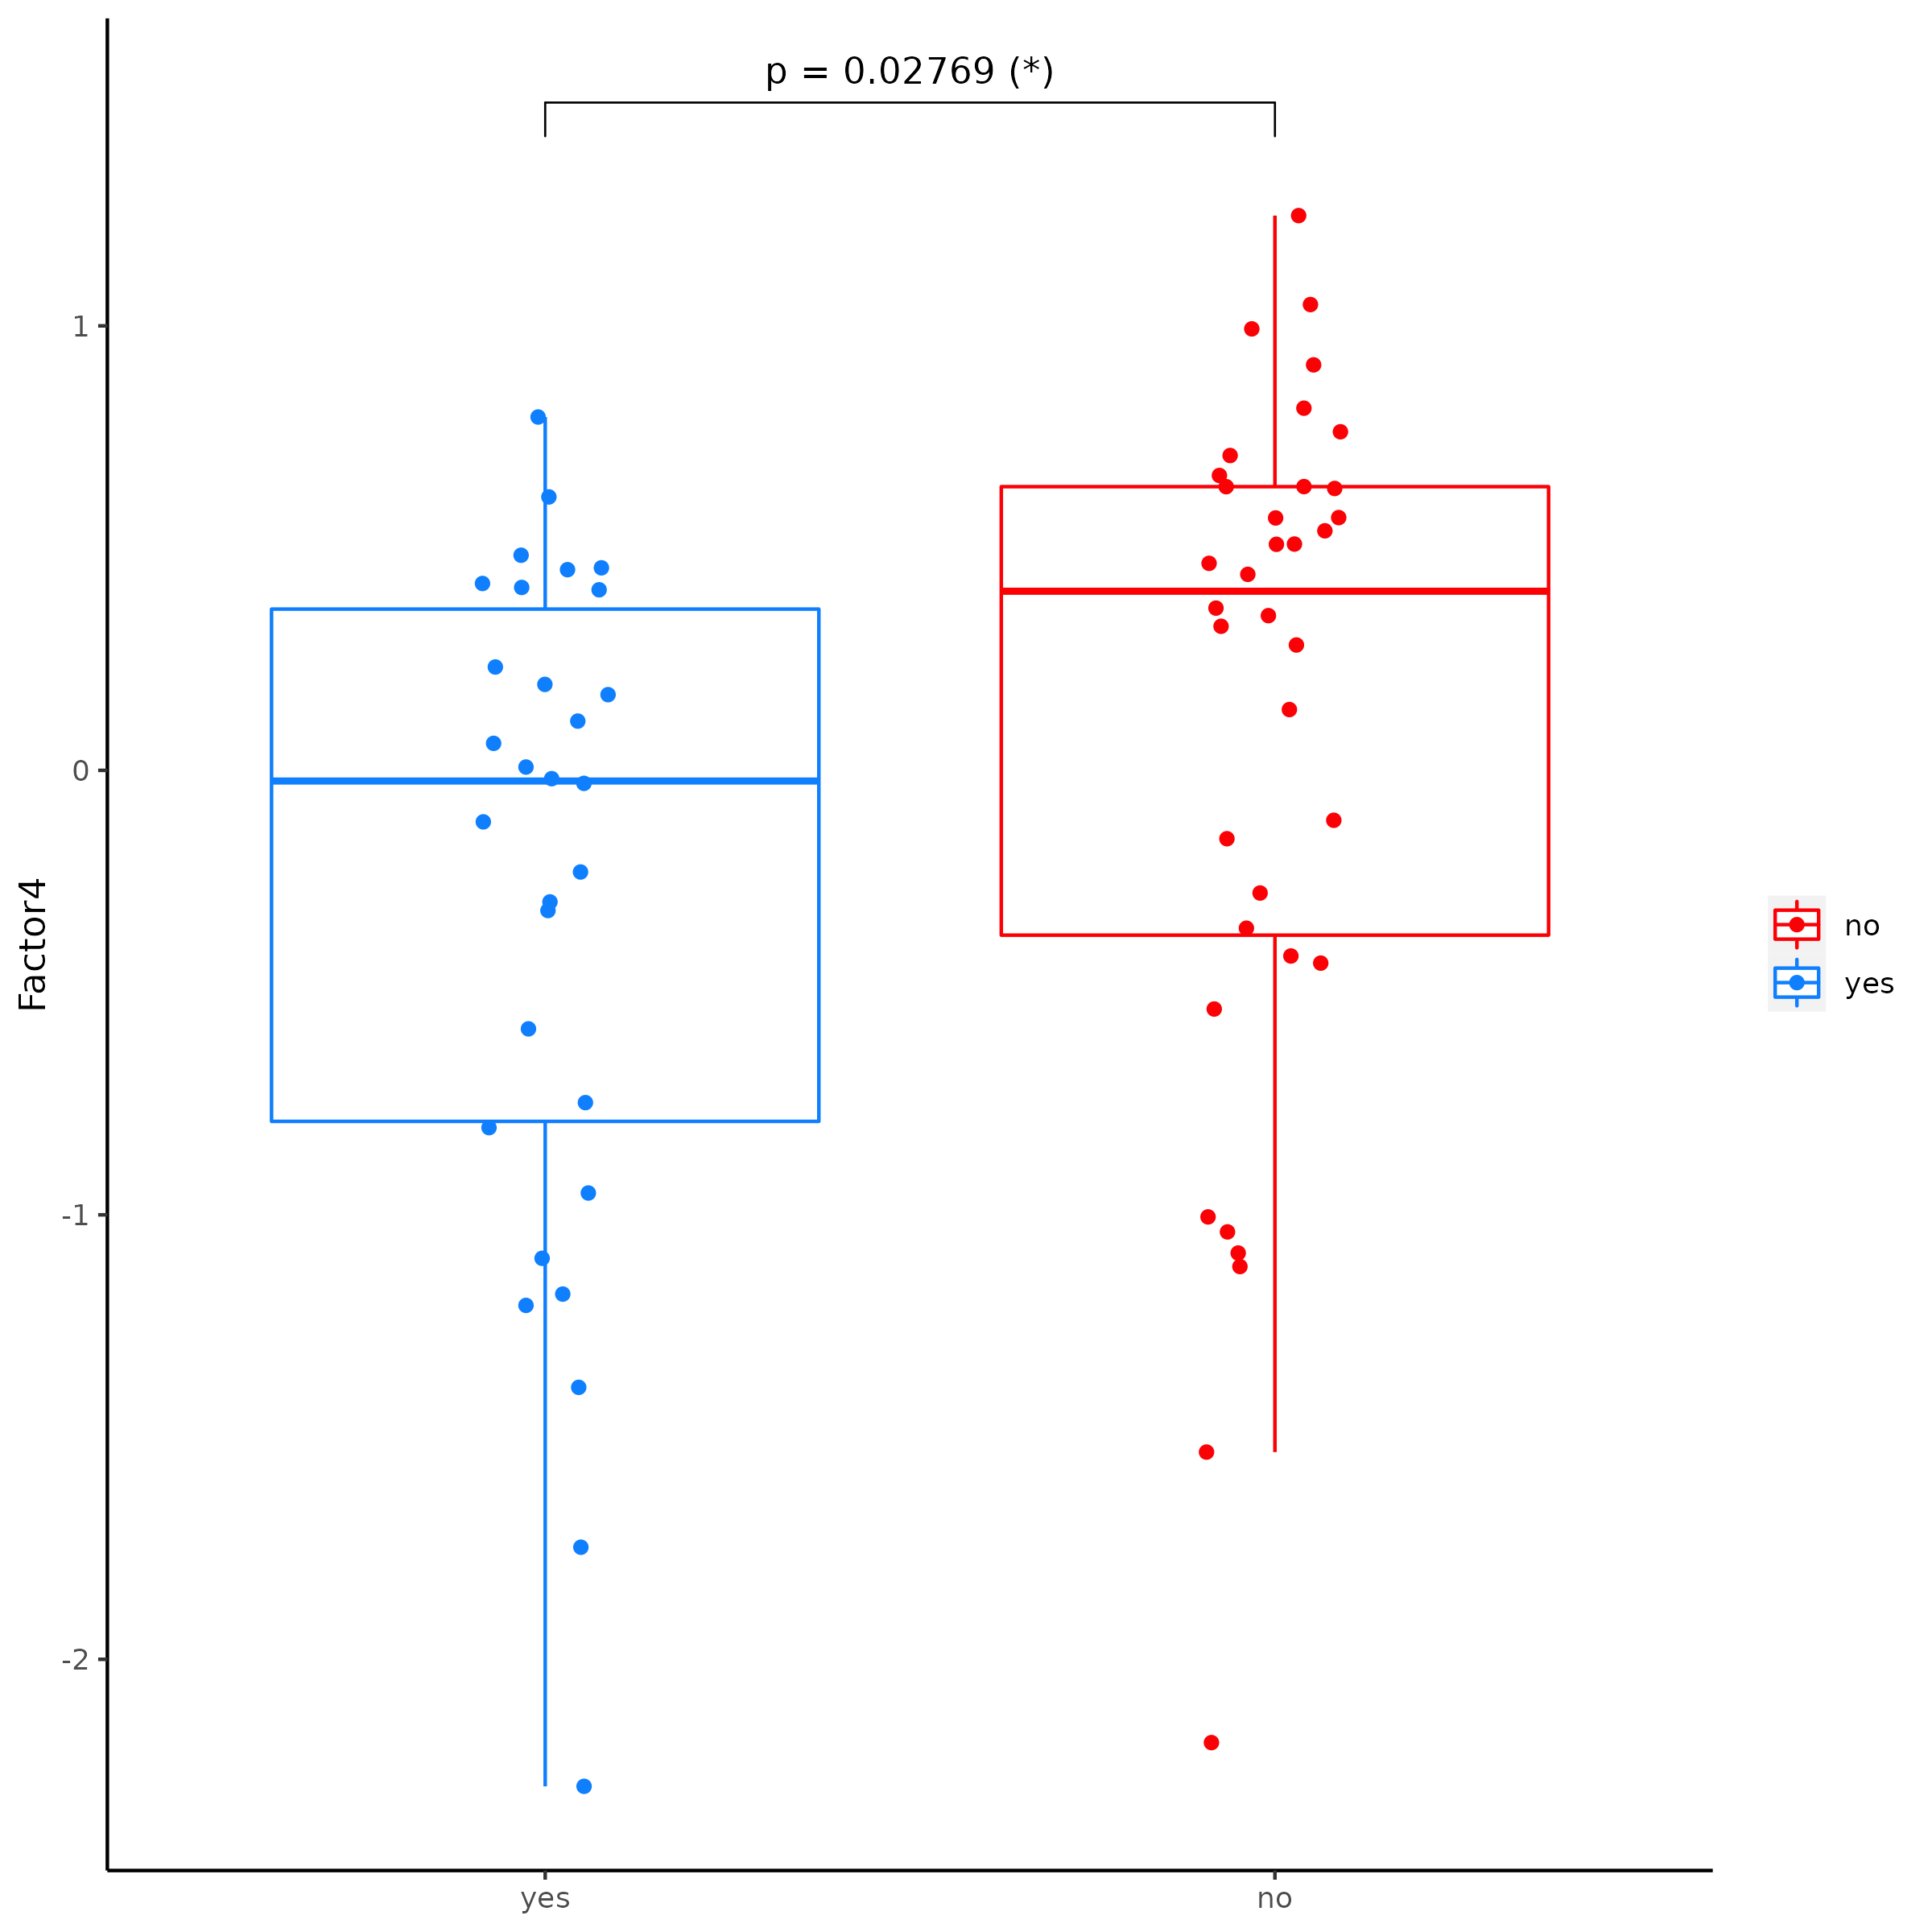 p = 0.02769 (*)
1
0
-1
-2
Factor4
yes
no
no
yes